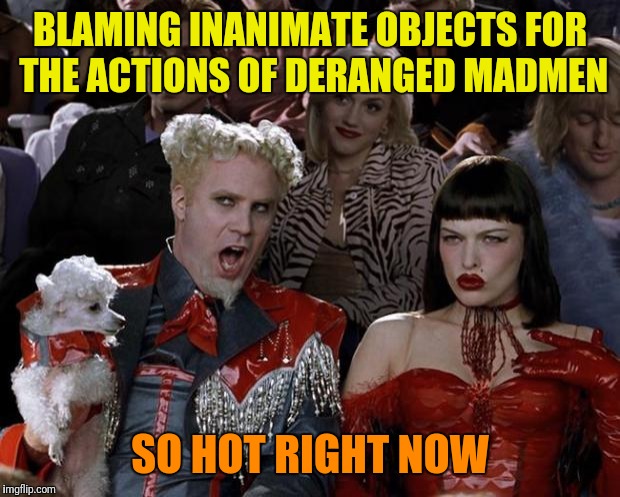 BLAMING INANIMATE OBJECTS FOR
THE ACTIONS OF DERANGED MADMEN
SO HOT RIGHT NOW
imgflip.com